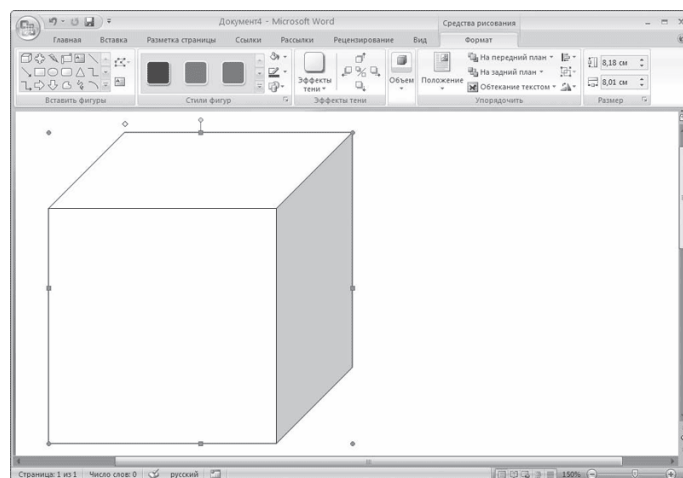 Документ4 - Microsoft Word
Средства рисования
Главная Вставка Разметка страницы Ссылки Рассылки Рецензирование Вид Формат
На передний план
8,18 см
На задний план
Эффекты тени
Объем
Положение
Обтекание текстом
8,01 см
Вставить фигуры
Стили фигур
Эффекты тени
Упорядочить
Размер
Страница: 1 из 1 Число слов: 0 русский 150%